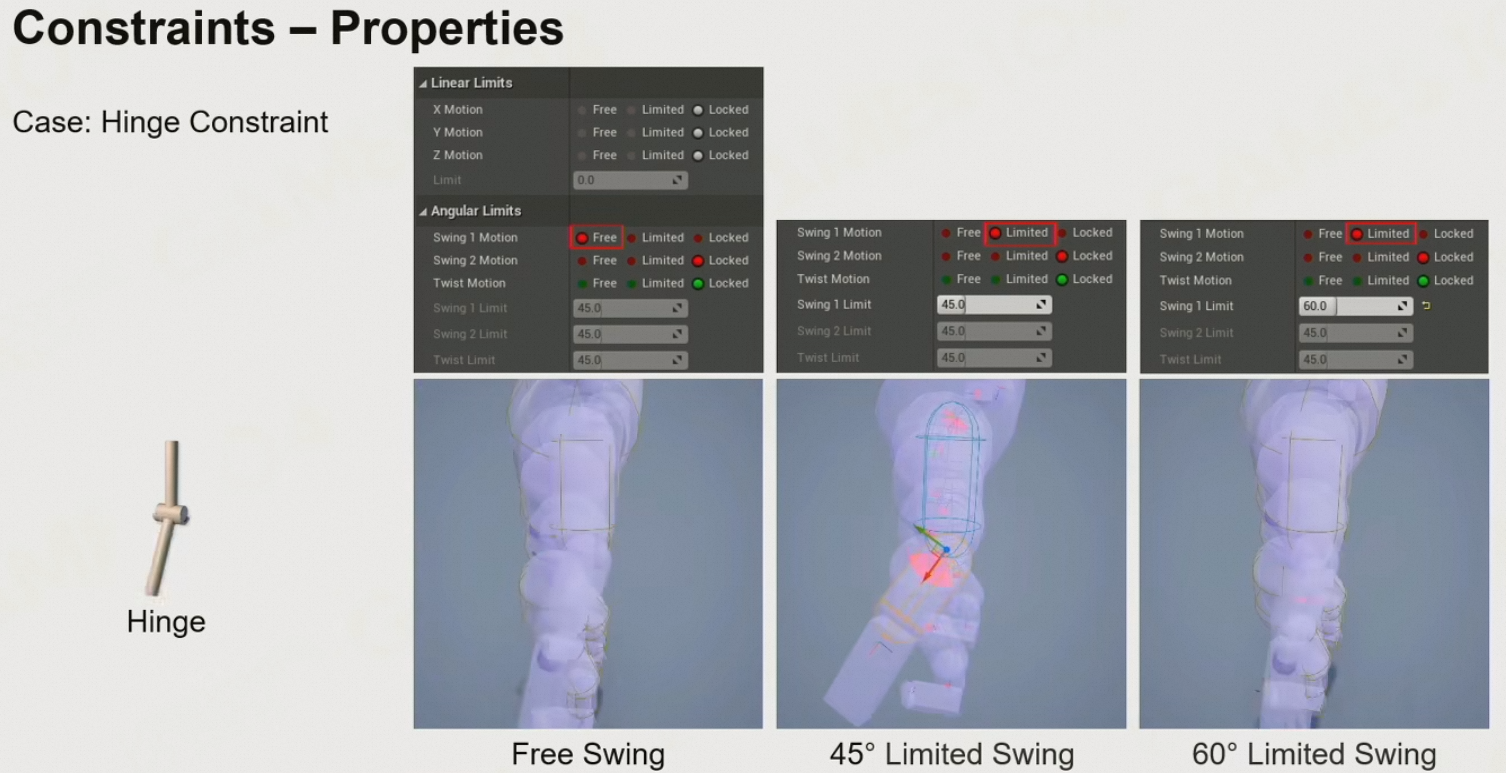 Constraints – Properties
Case: Hinge Constraint
Linear Limits
X Motion Free Limited Locked
Y Motion Free Limited Locked
Z Motion Free Limited Locked
Limit 0.0
Angular Limits
Swing 1 Motion Free Limited Locked
Swing 2 Motion Free Limited Locked
Twist Motion Free Limited Locked
Swing 1 Limit 45.0
Swing 2 Limit 45.0
Twist Limit 45.0
Swing 1 Motion Free Limited Locked
Swing 2 Motion Free Limited Locked
Twist Motion Free Limited Locked
Swing 1 Limit 45.0
Swing 2 Limit 45.0
Twist Limit 45.0
Swing 1 Motion Free Limited Locked
Swing 2 Motion Free Limited Locked
Twist Motion Free Limited Locked
Swing 1 Limit 60.0
Swing 2 Limit 45.0
Twist Limit 45.0
Hinge
Free Swing
45° Limited Swing
60° Limited Swing